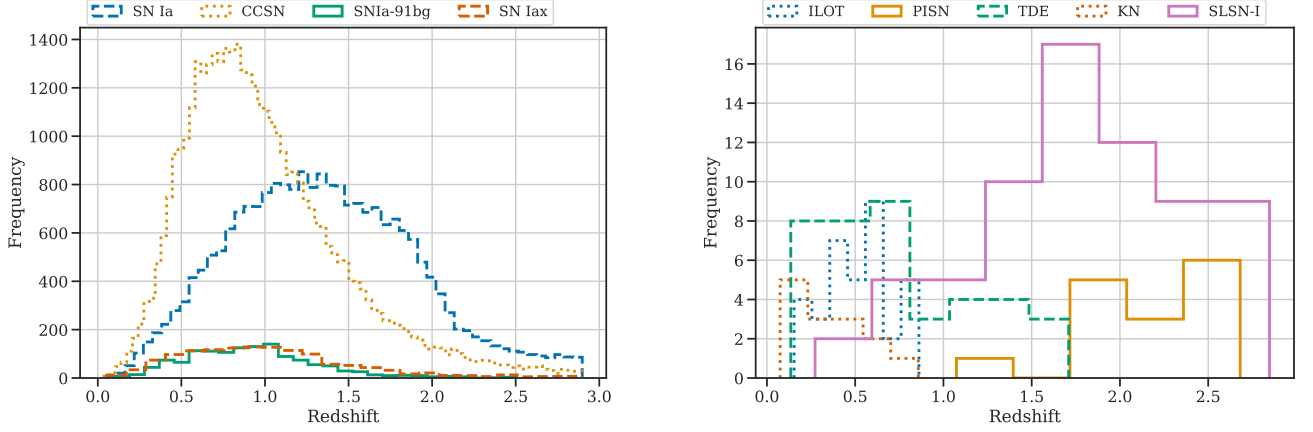 SN Ia CCSN SNIa-91bg SN Iax
Frequency
1400
1200
1000
800
600
400
200
0
0.0 0.5 1.0 1.5 2.0 2.5 3.0
Redshift
ILOT PISN TDE KN SLSN-I
Frequency
16
14
12
10
8
6
4
2
0
0.0 0.5 1.0 1.5 2.0 2.5
Redshift